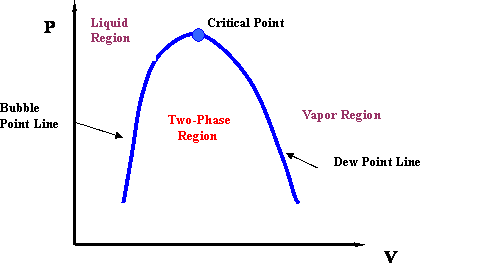 P
Liquid
Region
Critical Point
Bubble
Point Line
Two-Phase
Region
Vapor Region
Dew Point Line
V